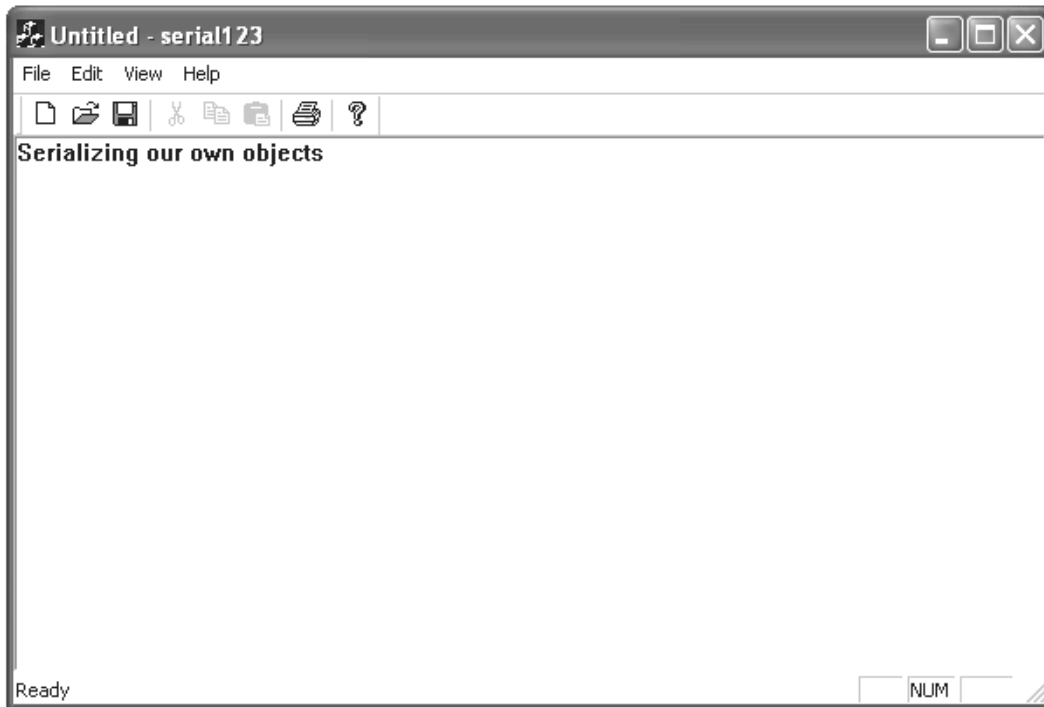 Untitled - serial123
File Edit View Help
Serializing our own objects
Ready NUM